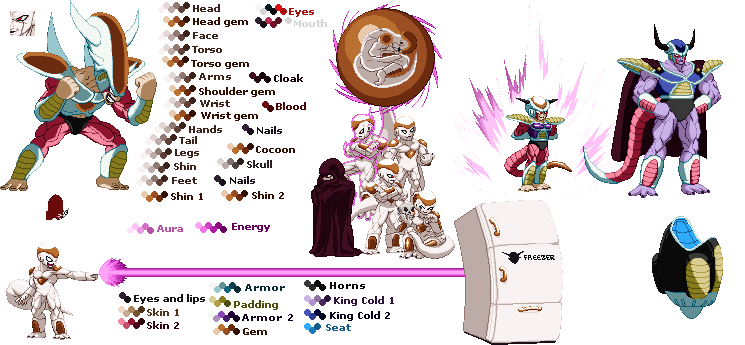 Head
Eyes
Head gem
Mouth
Face
Torso
Torso gem
Arms
Cloak
Shoulder gem
Wrist
Blood
Wrist gem
Hands
Nails
Tail
Legs
Cocoon
Shin
Skull
Feet
Nails
Shin 1
Shin 2
Aura
Energy
FREEZER
Eyes and lips
Skin 1
Skin 2
Armor
Padding
Armor 2
Gem
Horns
King Cold 1
King Cold 2
Seat